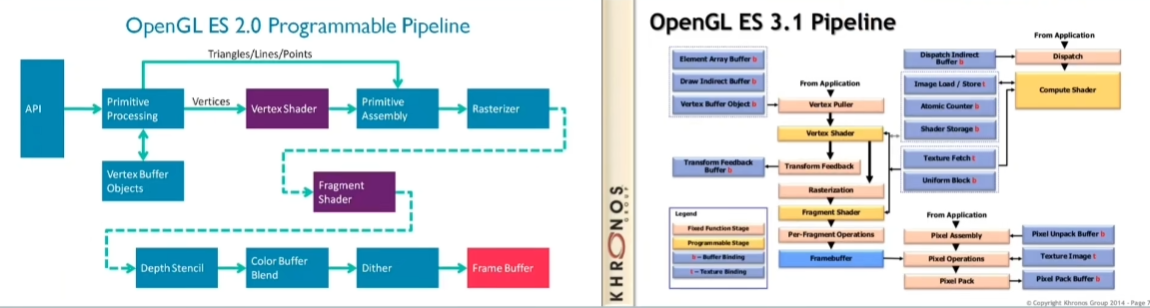 OpenGL ES 2.0 Programmable Pipeline
Triangles/Lines/Points
API
Primitive
Processing
Vertices
Vertex Shader
Primitive
Assembly
Rasterizer
Vertex Buffer
Objects
Fragment
Shader
Depth Stencil
Color Buffer
Blend
Dither
Frame Buffer
KHRONOS
GROUP
OpenGL ES 3.1 Pipeline
Element Array Buffer b
Draw Indirect Buffer b
Vertex Buffer Object b
From Application
Vertex Puller
Vertex Shader
Transform Feedback
Buffer b
Transform Feedback
Rasterization
Fragment Shader
Per-Fragment Operations
Framebuffer
Legend
Fixed Function Stage
Programmable Stage
b – Buffer Binding
t – Texture Binding
From Application
Dispatch Indirect
Buffer b
Dispatch
Image Load / Store t
Atomic Counter b
Shader Storage b
Compute Shader
Texture Fetch t
Uniform Block b
From Application
Pixel Assembly
Pixel Unpack Buffer b
Pixel Operations
Texture Image t
Pixel Pack
Pixel Pack Buffer b
© Copyright Khronos Group 2014 - Page 7